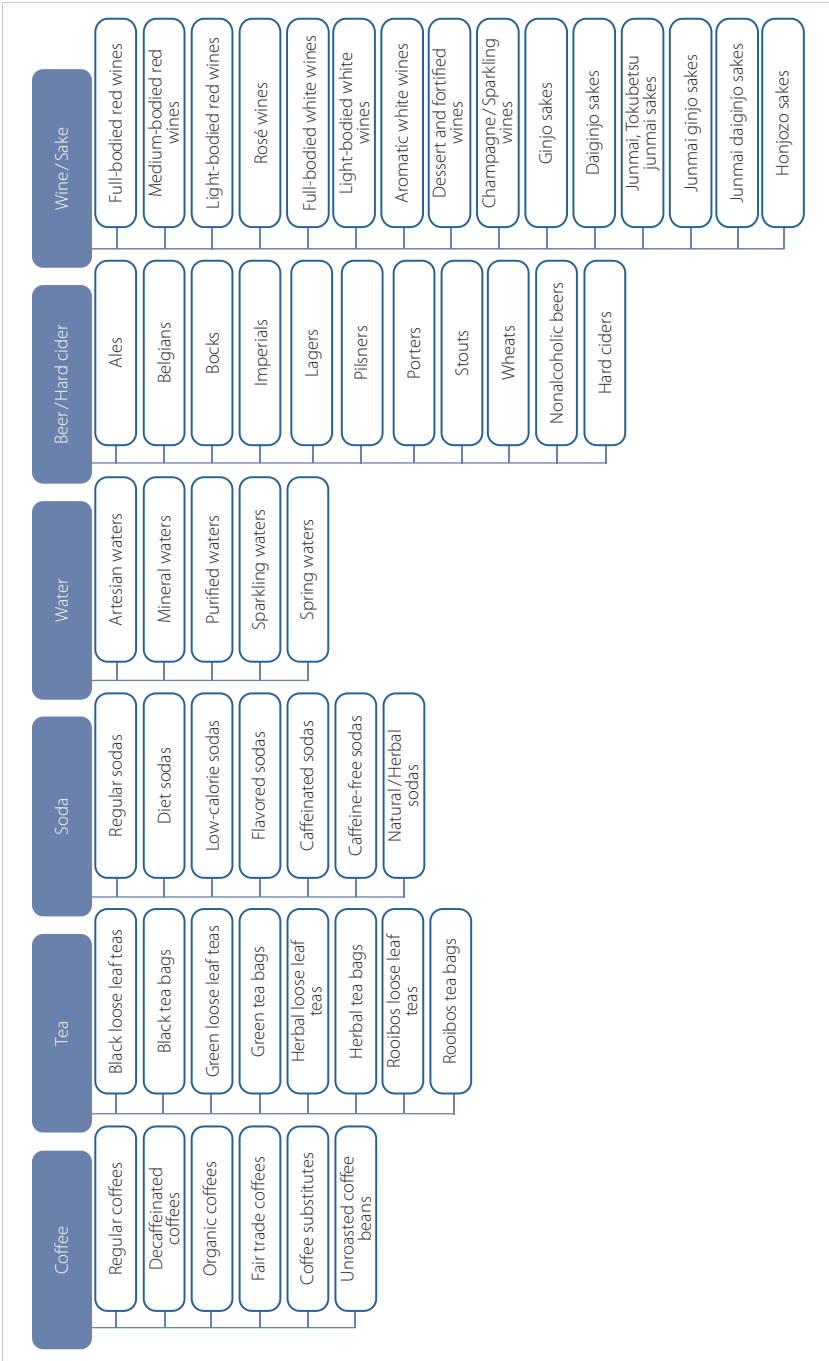 Coffee
Regular coffees
Decaffeinated
coffees
Organic coffees
Fair trade coffees
Coffee substitutes
Unroasted coffee
beans
Tea
Black loose leaf teas
Black tea bags
Green loose leaf teas
Green tea bags
Herbal loose leaf
teas
Herbal tea bags
Rooibos loose leaf
teas
Rooibos tea bags
Soda
Regular sodas
Diet sodas
Low-calorie sodas
Flavored sodas
Caffeinated sodas
Caffeine-free sodas
Natural/Herbal
sodas
Water
Artesian waters
Mineral waters
Purified waters
Sparkling waters
Spring waters
Beer/Hard cider
Ales
Belgians
Bocks
Imperials
Lagers
Pilsners
Porters
Stouts
Wheats
Nonalcoholic beers
Hard ciders
Wine/Sake
Full-bodied red wines
Medium-bodied red
wines
Light-bodied red wines
Rosé wines
Full-bodied white wines
Light-bodied white
wines
Aromatic white wines
Dessert and fortified
wines
Champagne/Sparkling
wines
Ginjo sakes
Daiginjo sakes
Junmai, Tokubetsu
junmai sakes
Junmai ginjo sakes
Junmai daiginjo sakes
Honjozo sakes